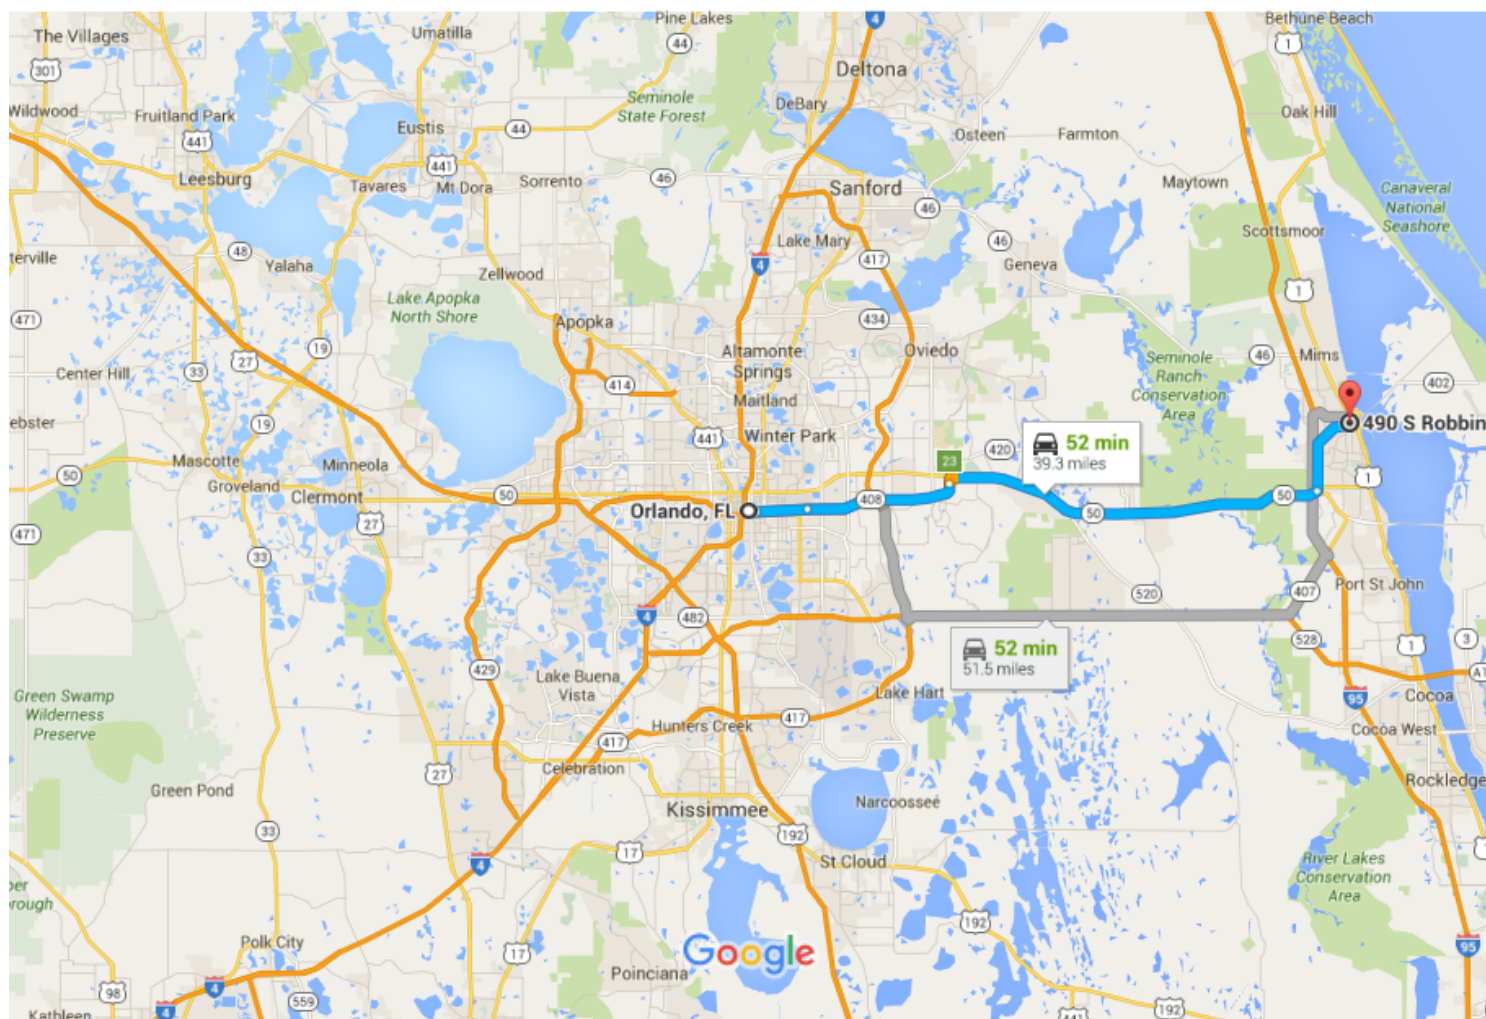 Pine Lakes
Bethune Beach
4
The Villages
Umatilla
44
1
301
Deltona
DeBary
Wildwood
Fruitland Park
Seminole
State Forest
Oak Hill
441
Eustis
44
Osteen
Farmton
441
Leesburg
Tavares
Mt Dora
Sorrento
46
Sanford
Maytown
Canaveral
National
Seashore
46
Scottsmoor
48
Lake Mary
46
Yalaha
Zellwood
4
417
Geneva
Lake Apopka
North Shore
1
471
Apopka
434
19
Altamonte
Springs
Oviedo
Seminole
Ranch
Conservation
Area
46
Mims
27
Center Hill
33
414
402
Maitland
19
490 S Robbin
441
Winter Park
52 min
39.3 miles
420
Mascotte
Minneola
23
50
Groveland
Clermont
50
Orlando, FL
408
50
50
1
27
471
33
Port St John
407
520
4
482
528
52 min
51.5 miles
3
1
429
Lake Buena
Vista
Lake Hart
A1
Green Swamp
Wilderness
Preserve
95
Cocoa
Hunters Creek
417
Cocoa West
417
Celebration
27
Rockledge
Green Pond
Kissimmee
Narcoossee
33
192
17
St Cloud
4
River Lakes
Conservation
Area
192
Polk City
17
Google
95
Poinciana
4
98
559
4
192
441
Kathleen